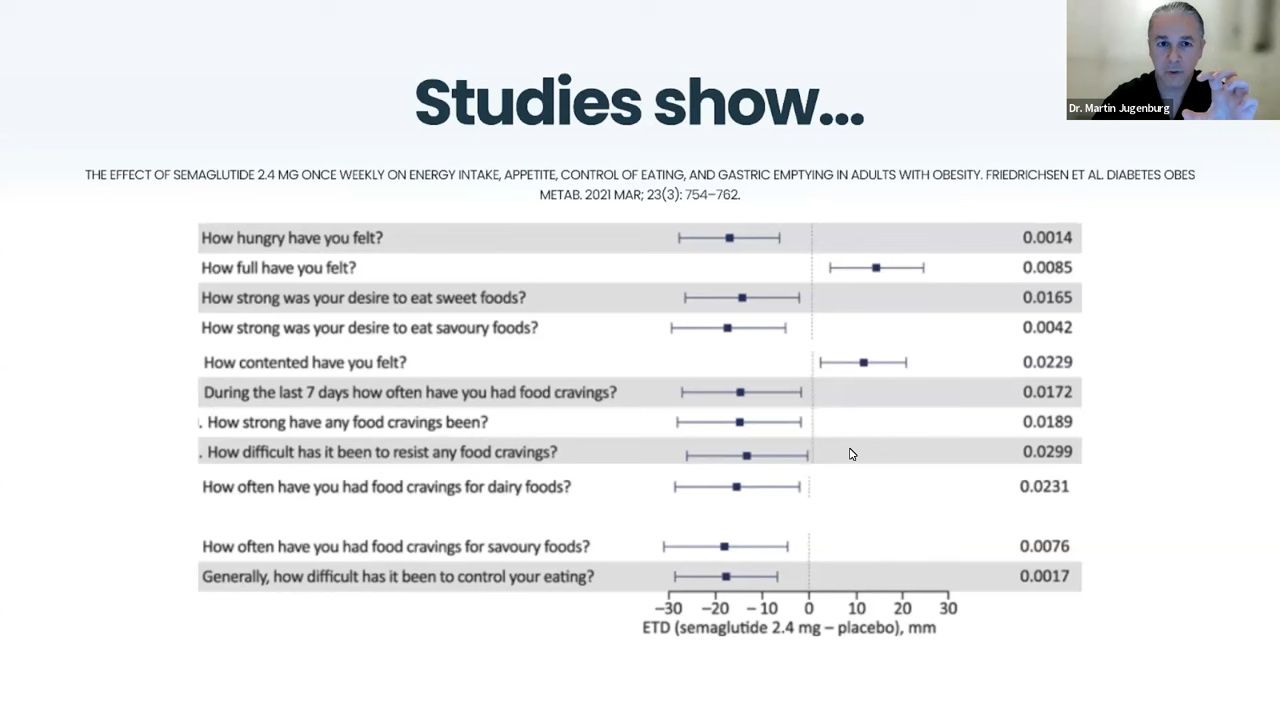 Dr. Martin Jugenburg
Studies show...
THE EFFECT OF SEMAGLUTIDE 2.4 MG ONCE WEEKLY ON ENERGY INTAKE, APPETITE, CONTROL OF EATING, AND GASTRIC EMPTYING IN ADULTS WITH OBESITY. FRIEDRICHSEN ET AL. DIABETES OBES
METAB. 2021 MAR; 23(3): 754–762.
How hungry have you felt? 0.0014
How full have you felt? 0.0085
How strong was your desire to eat sweet foods? 0.0165
How strong was your desire to eat savoury foods? 0.0042
How contented have you felt? 0.0229
During the last 7 days how often have you had food cravings? 0.0172
. How strong have any food cravings been? 0.0189
. How difficult has it been to resist any food cravings? 0.0299
How often have you had food cravings for dairy foods? 0.0231
How often have you had food cravings for savoury foods? 0.0076
Generally, how difficult has it been to control your eating? 0.0017
–30 –20 –10 0 10 20 30
ETD (semaglutide 2.4 mg – placebo), mm